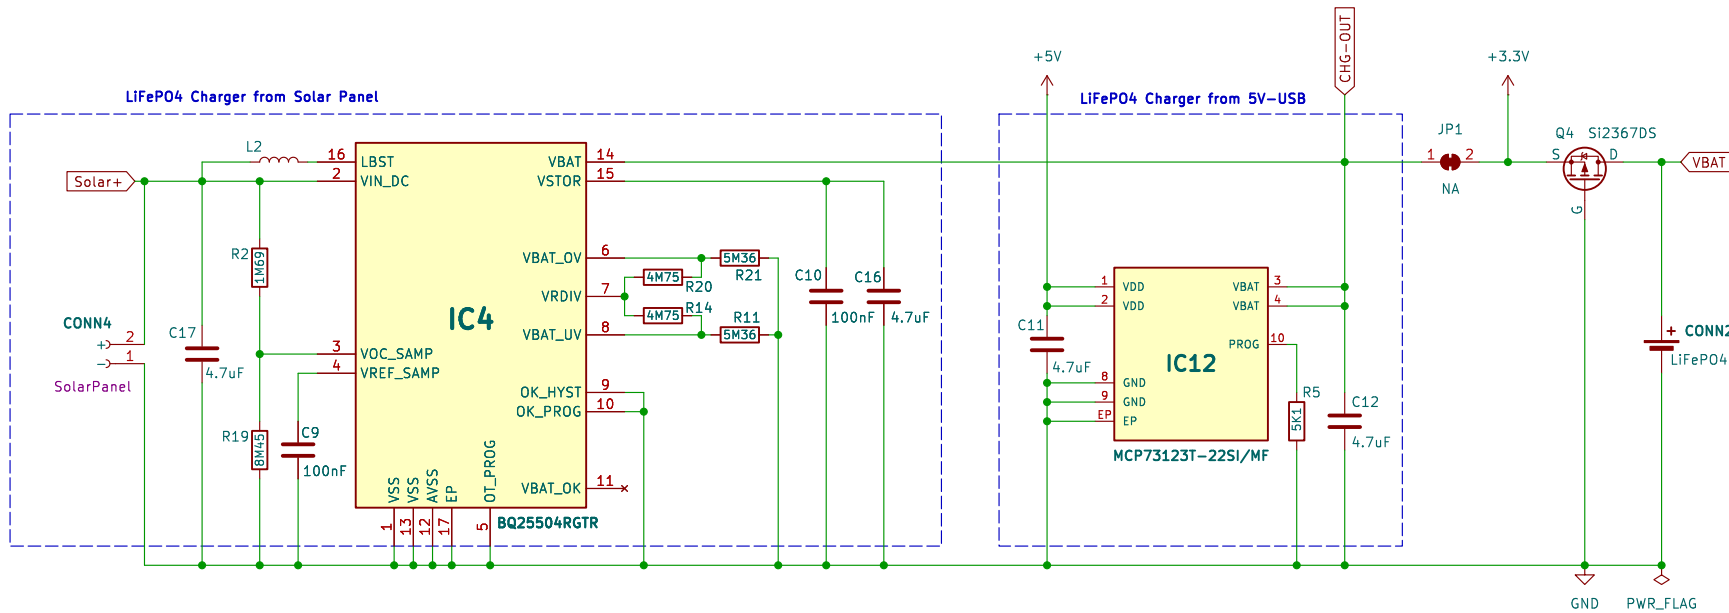 LiFePO4 Charger from Solar Panel
Solar+
L2
CONN4
2
+
1
-
SolarPanel
C17
4.7uF
R2
1M69
R19
8M45
C9
100nF
16 LBST
2 VIN_DC
3 VOC_SAMP
4 VREF_SAMP
VBAT 14
VSTOR 15
VBAT_OV 6
VRDIV 7
VBAT_UV 8
OK_HYST 9
OK_PROG 10
VBAT_OK 11
IC4
VSS VSS AVSS EP OT_PROG
1 13 12 17 5
BQ25504RGTR
4M75
R20
5M36
R21
4M75
R14
5M36
R11
C10
100nF
C16
4.7uF
+5V
LiFePO4 Charger from 5V-USB
CHG-OUT
C11
4.7uF
1 VDD
2 VDD
8 GND
9 GND
EP EP
VBAT 3
VBAT 4
PROG 10
IC12
MCP73123T-22SI/MF
R5
5K1
C12
4.7uF
JP1
1 2
NA
+3.3V
Q4 Si2367DS
S D
G
VBAT
+ CONN2
LiFePO4
GND
PWR_FLAG